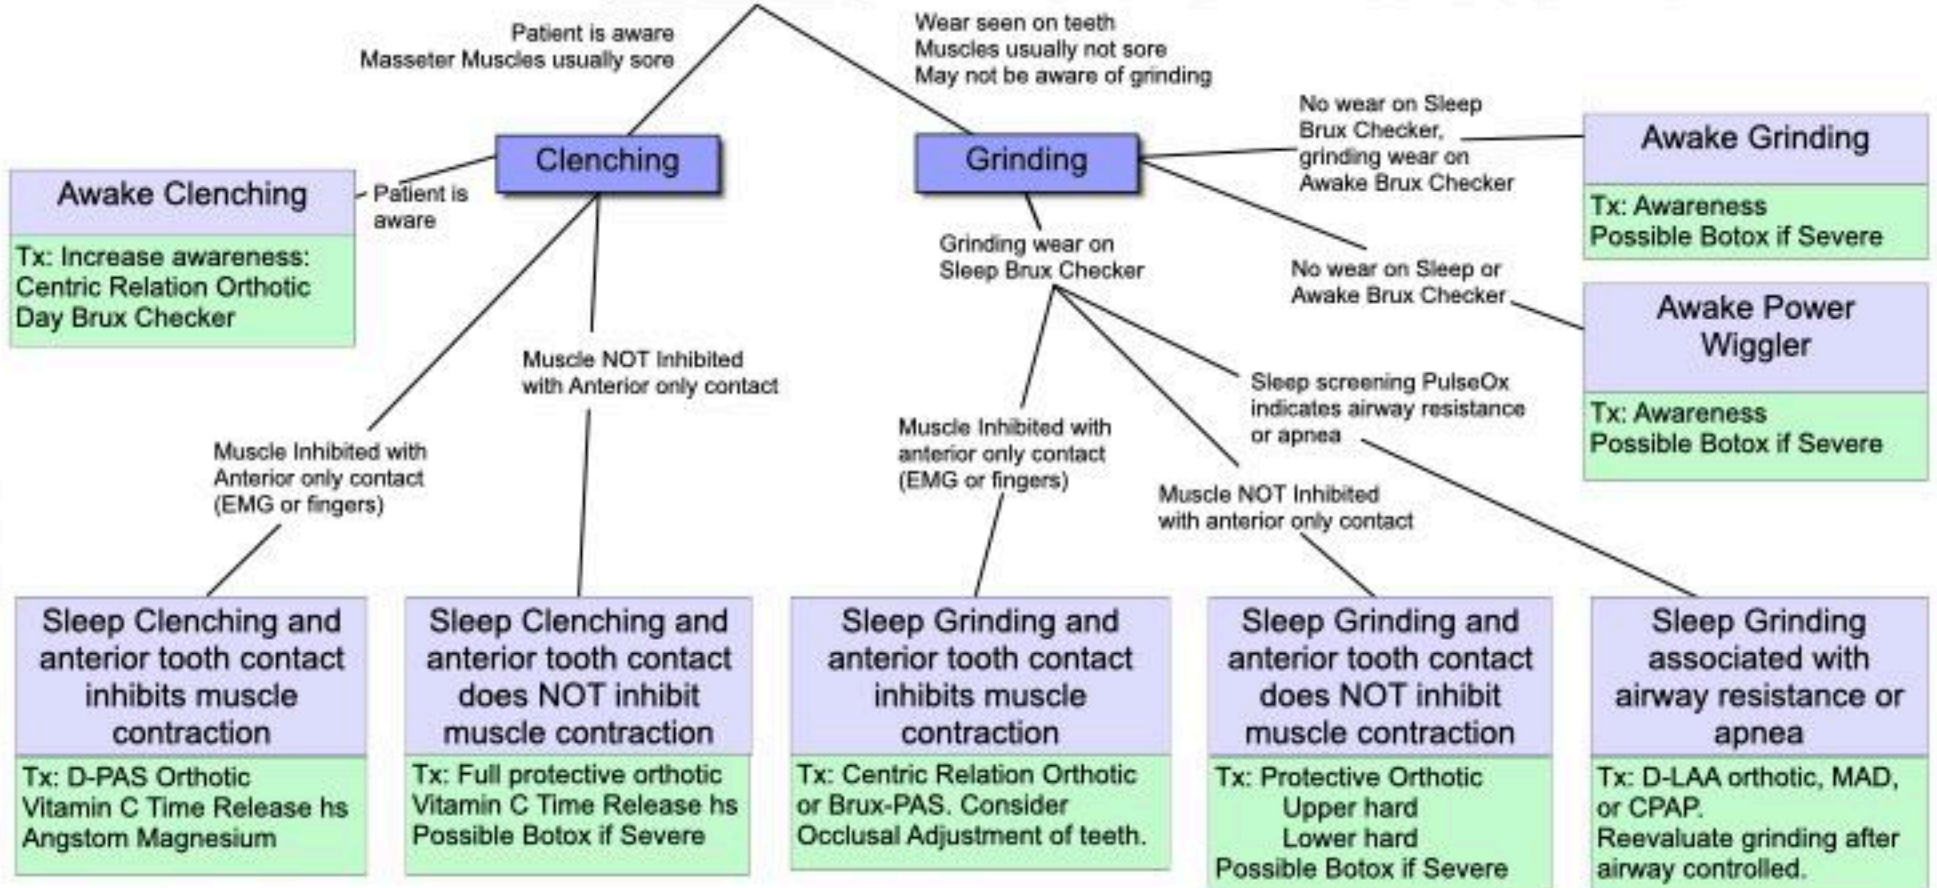 Patient is aware
Masseter Muscles usually sore
Wear seen on teeth
Muscles usually not sore
May not be aware of grinding
Clenching
Grinding
Patient is
aware
Awake Clenching
Tx: Increase awareness:
Centric Relation Orthotic
Day Brux Checker
No wear on Sleep
Brux Checker,
grinding wear on
Awake Brux Checker
Awake Grinding
Tx: Awareness
Possible Botox if Severe
No wear on Sleep or
Awake Brux Checker
Awake Power
Wiggler
Tx: Awareness
Possible Botox if Severe
Grinding wear on
Sleep Brux Checker
Muscle Inhibited with
Anterior only contact
(EMG or fingers)
Muscle NOT Inhibited
with Anterior only contact
Muscle Inhibited with
anterior only contact
(EMG or fingers)
Muscle NOT Inhibited
with anterior only contact
Sleep screening PulseOx
indicates airway resistance
or apnea
Sleep Clenching and
anterior tooth contact
inhibits muscle
contraction
Tx: D-PAS Orthotic
Vitamin C Time Release hs
Angstom Magnesium
Sleep Clenching and
anterior tooth contact
does NOT inhibit
muscle contraction
Tx: Full protective orthotic
Vitamin C Time Release hs
Possible Botox if Severe
Sleep Grinding and
anterior tooth contact
inhibits muscle
contraction
Tx: Centric Relation Orthotic
or Brux-PAS. Consider
Occlusal Adjustment of teeth.
Sleep Grinding and
anterior tooth contact
does NOT inhibit
muscle contraction
Tx: Protective Orthotic
Upper hard
Lower hard
Possible Botox if Severe
Sleep Grinding
associated with
airway resistance or
apnea
Tx: D-LAA orthotic, MAD,
or CPAP.
Reevaluate grinding after
airway controlled.